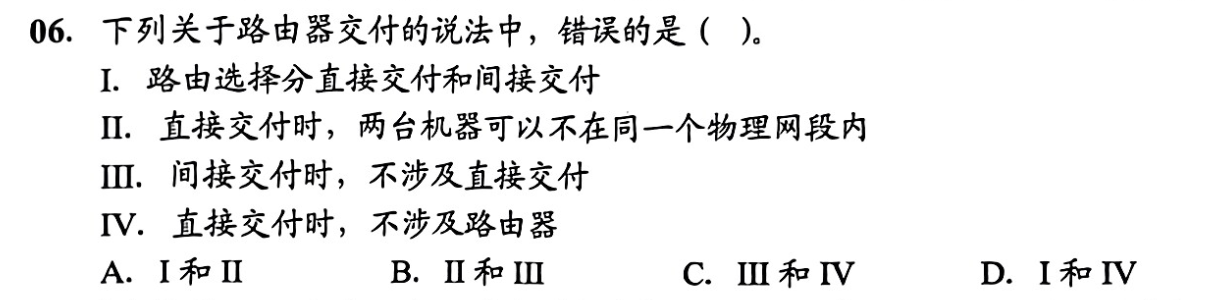 06. 下列关于路由器交付的说法中，错误的是（ ）。
I. 路由选择分直接交付和间接交付
II. 直接交付时，两台机器可以不在同一个物理网段内
III. 间接交付时，不涉及直接交付
IV. 直接交付时，不涉及路由器
A. I 和 II B. II 和 III C. III 和 IV D. I 和 IV